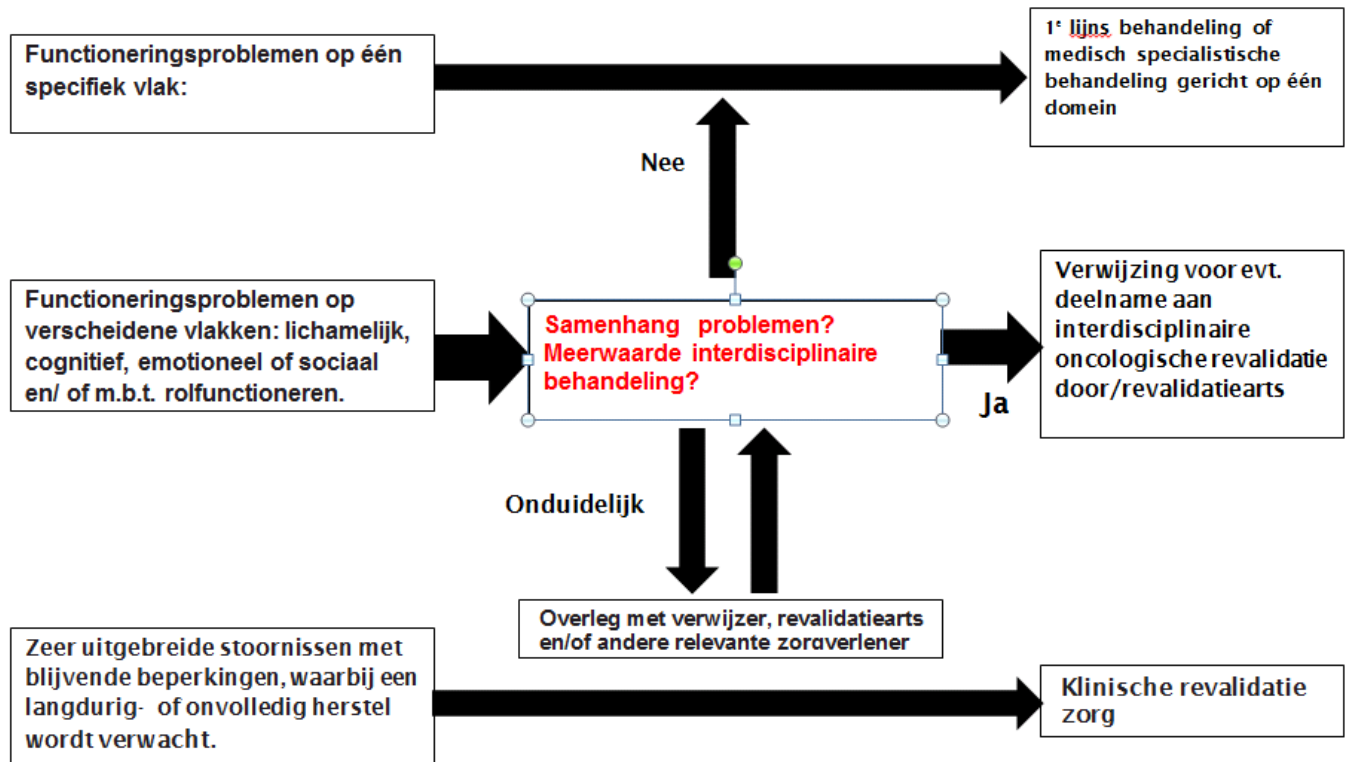 Functioneringsproblemen op één
specifiek vlak:
1e lijns behandeling of
medisch specialistische
behandeling gericht op één
domein
Nee
Functioneringsproblemen op
verscheidene vlakken: lichamelijk,
cognitief, emotioneel of sociaal
en/ of m.b.t. rolfunctioneren.
Samenhang problemen?
Meerwaarde interdisciplinaire
behandeling?
Ja
Verwijzing voor evt.
deelname aan
interdisciplinaire
oncologische revalidatie
door/revalidatiearts
Onduidelijk
Overleg met verwijzer, revalidatiearts
en/of andere relevante zorgverlener
Zeer uitgebreide stoornissen met
blijvende beperkingen, waarbij een
langdurig- of onvolledig herstel
wordt verwacht.
Klinische revalidatie
zorg